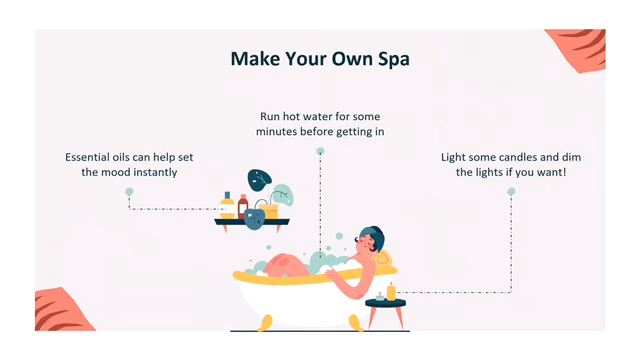 Make Your Own Spa
Run hot water for some
minutes before getting in
Essential oils can help set
the mood instantly
Light some candles and dim
the lights if you want!